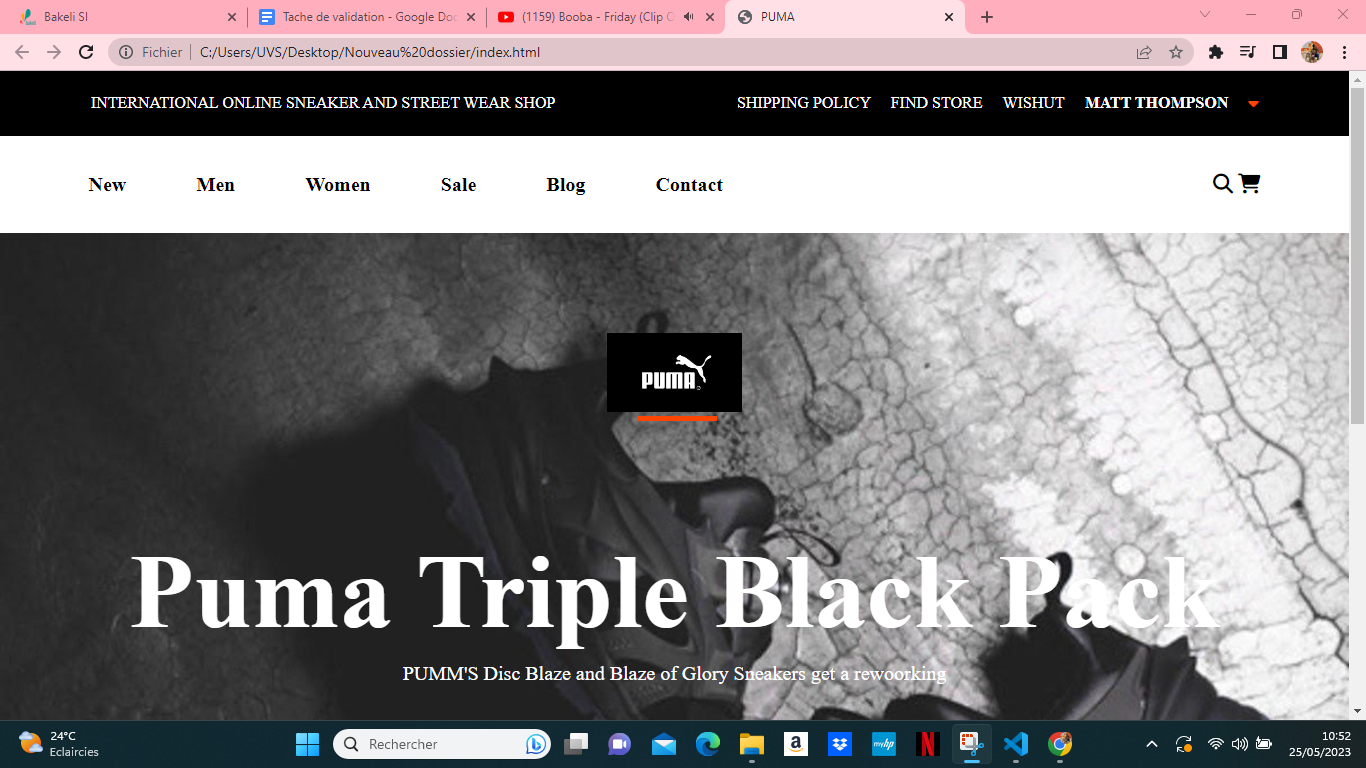 Bakeli SI
Tache de validation - Google Doc
(1159) Booba - Friday (Clip O
PUMA
Fichier
C:/Users/UVS/Desktop/Nouveau%20dossier/index.html
INTERNATIONAL ONLINE SNEAKER AND STREET WEAR SHOP
SHIPPING POLICY
FIND STORE
WISHUT
MATT THOMPSON
New
Men
Women
Sale
Blog
Contact
PUMA
Puma Triple Black Pack
PUMM'S Disc Blaze and Blaze of Glory Sneakers get a rewoorking
24°C
Eclaircies
Rechercher
a
myhp
N
10:52
25/05/2023